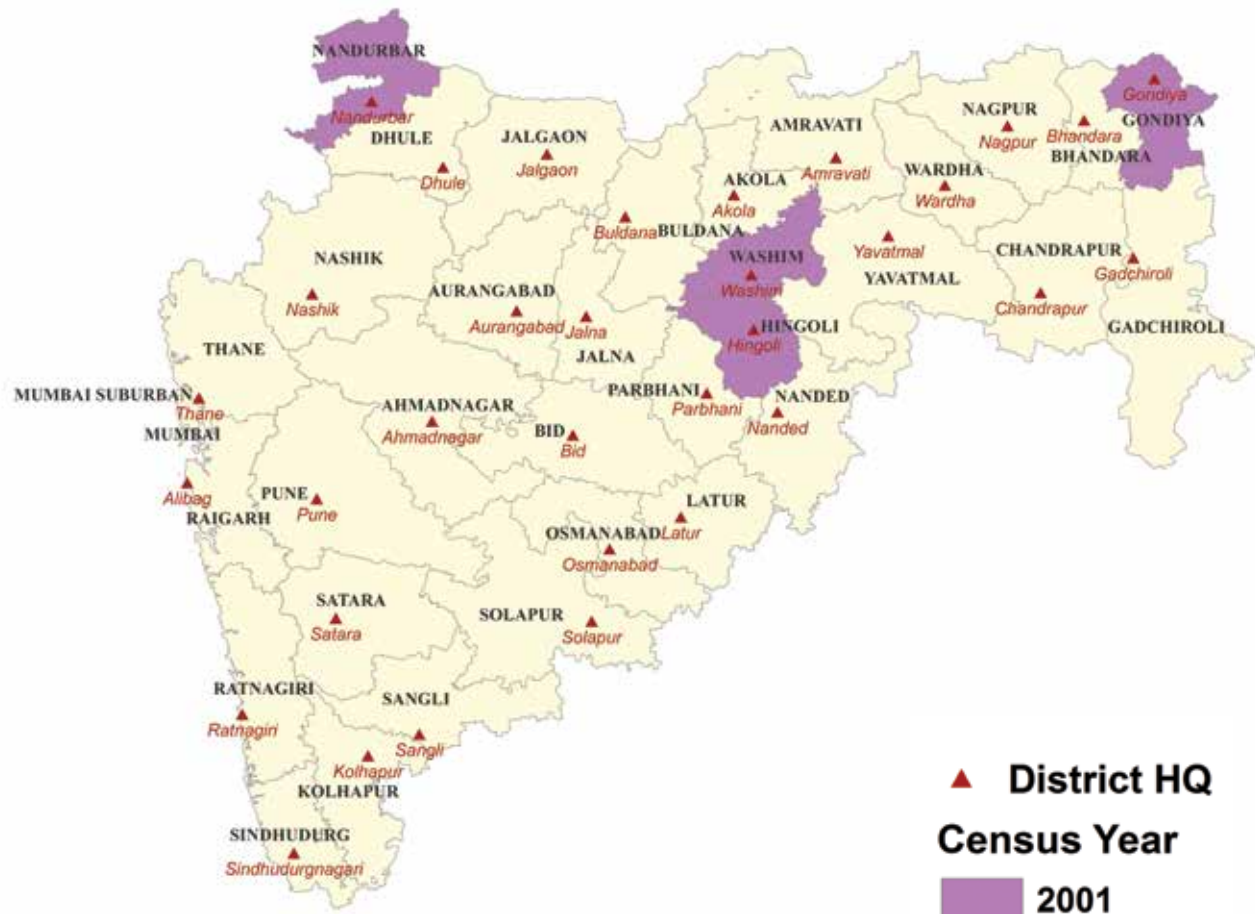 NANDURBAR
Nandurbar
DHULE
Dhule
JALGAON
Jalgaon
AMRAVATI
Amravati
NAGPUR
Nagpur
Bhandara
BHANDARA
Gondiya
GONDIYA
WARDHA
Wardha
AKOLA
Akola
Buldana
BULDANA
WASHIM
Washim
Yavatmal
YAVATMAL
CHANDRAPUR
Chandrapur
Gadchiroli
GADCHIROLI
NASHIK
Nashik
AURANGABAD
Aurangabad
Jalna
JALNA
HINGOLI
Hingoli
THANE
MUMBAI SUBURBAN
Thane
MUMBAI
AHMADNAGAR
Ahmadnagar
BID
Bid
PARBHANI
Parbhani
NANDED
Nanded
Alibag
RAIGARH
PUNE
Pune
LATUR
Latur
OSMANABAD
Osmanabad
SATARA
Satara
SOLAPUR
Solapur
RATNAGIRI
Ratnagiri
SANGLI
Sangli
Kolhapur
KOLHAPUR
SINDHUDURG
Sindhudurgnagari
District HQ
Census Year
2001